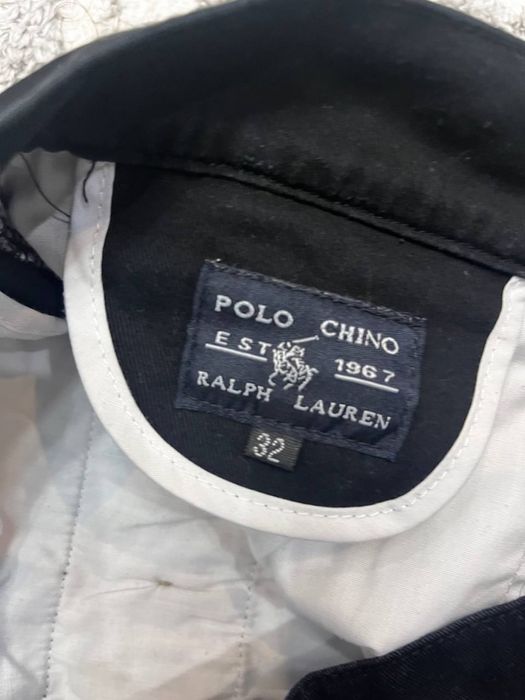 POLO CHINO
EST 1967
RALPH LAUREN
32